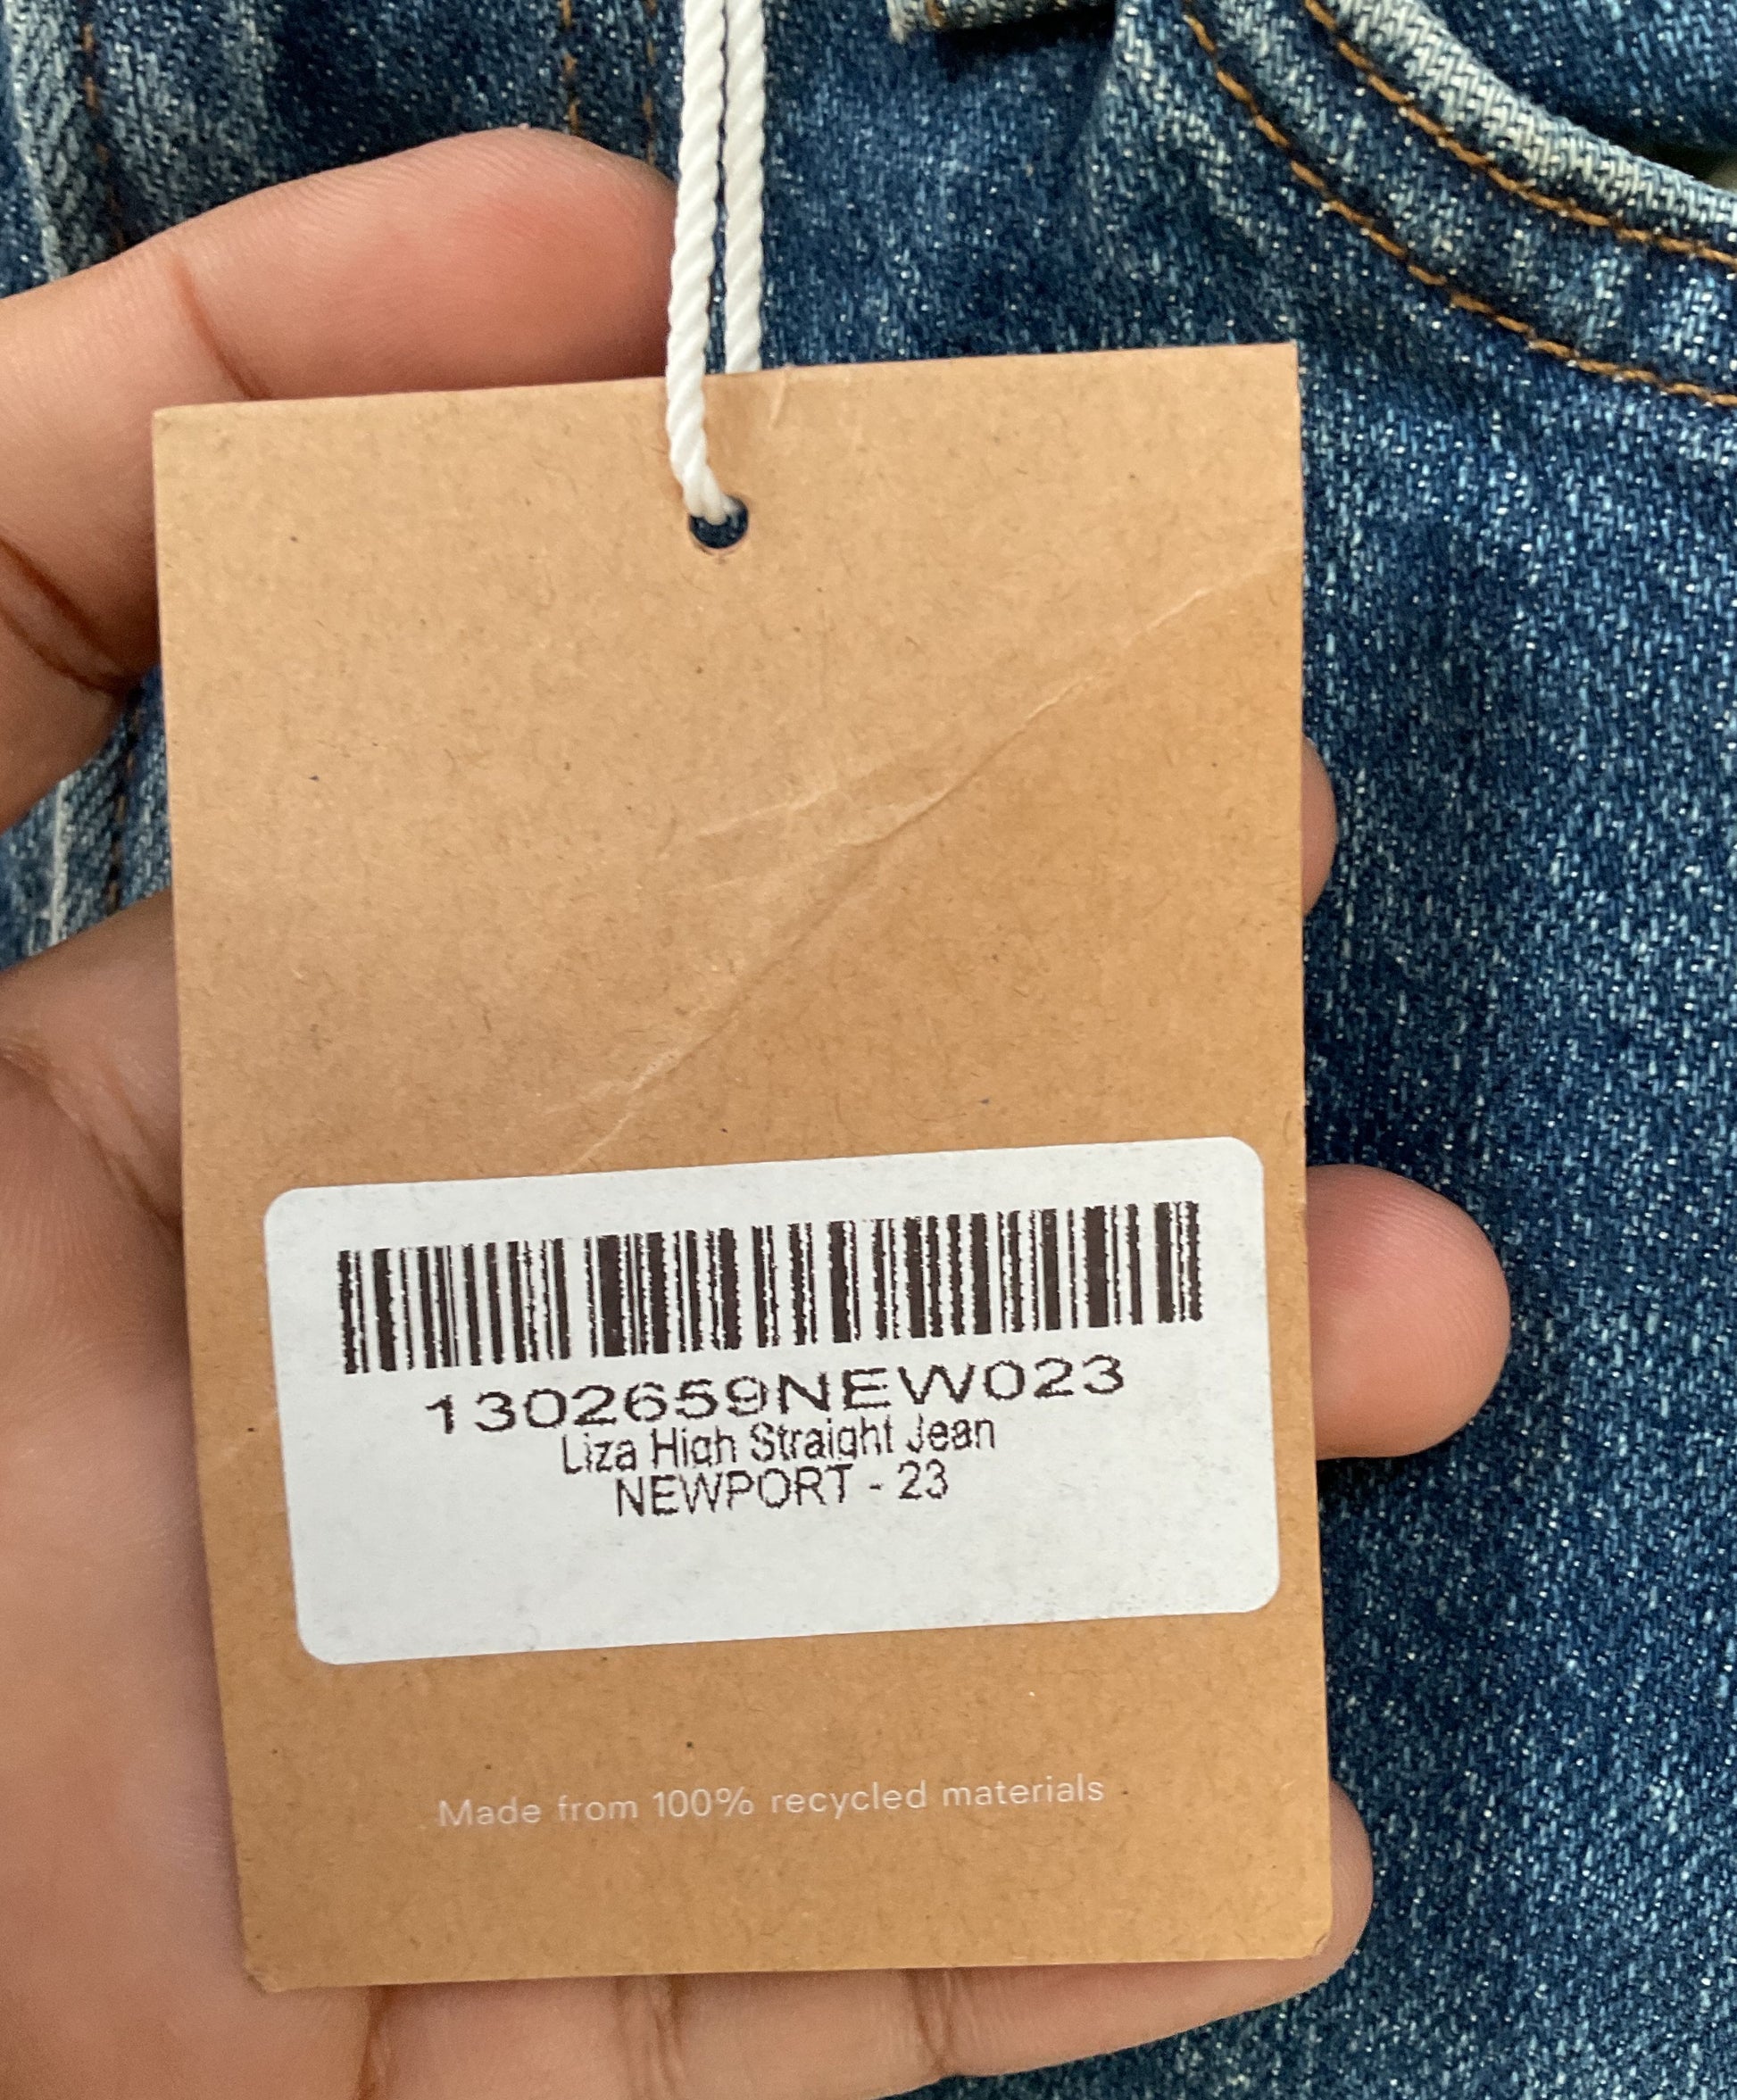 1302659NEW023
Liza High Straight Jean
NEWPORT - 23
Made from 100% recycled materials